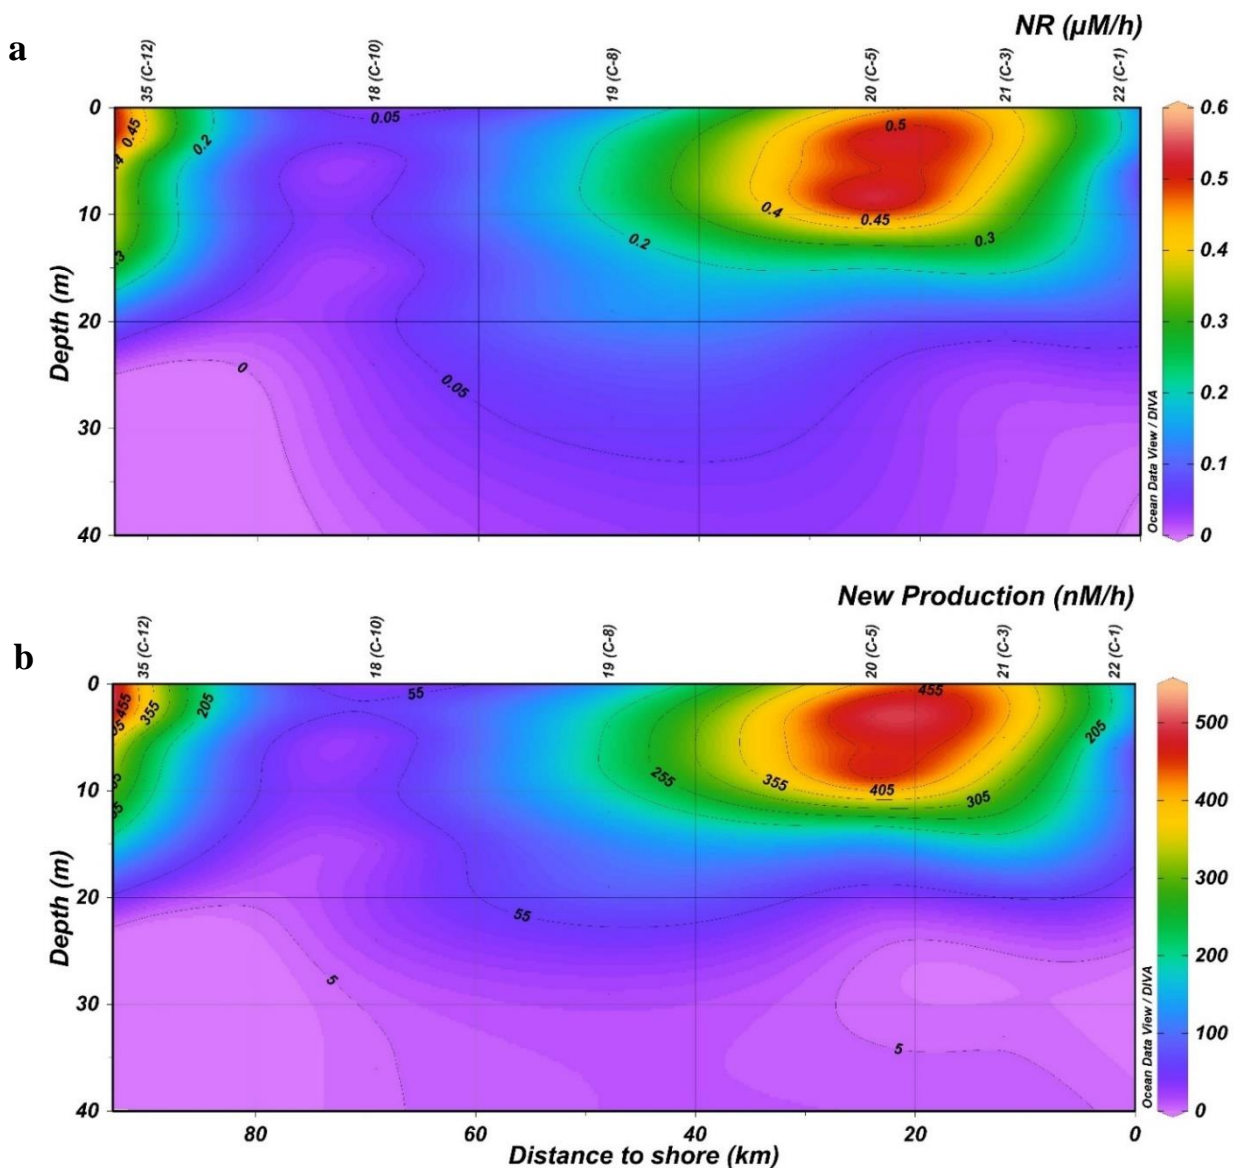 a
NR (µM/h)
35 (C-12)
18 (C-10)
19 (C-8)
20 (C-5)
21 (C-3)
22 (C-1)
0
10
20
30
40
Depth (m)
0.45
0.2
0.05
0.5
0.4
0.45
0.3
0.2
0
0.05
Ocean Data View / DIVA
0.6
0.5
0.4
0.3
0.2
0.1
0
b
New Production (nM/h)
35 (C-12)
18 (C-10)
19 (C-8)
20 (C-5)
21 (C-3)
22 (C-1)
0
10
20
30
40
Depth (m)
455
355
205
55
455
205
255
355
405
305
55
5
5
Ocean Data View / DIVA
500
400
300
200
100
0
80
60
40
20
0
Distance to shore (km)